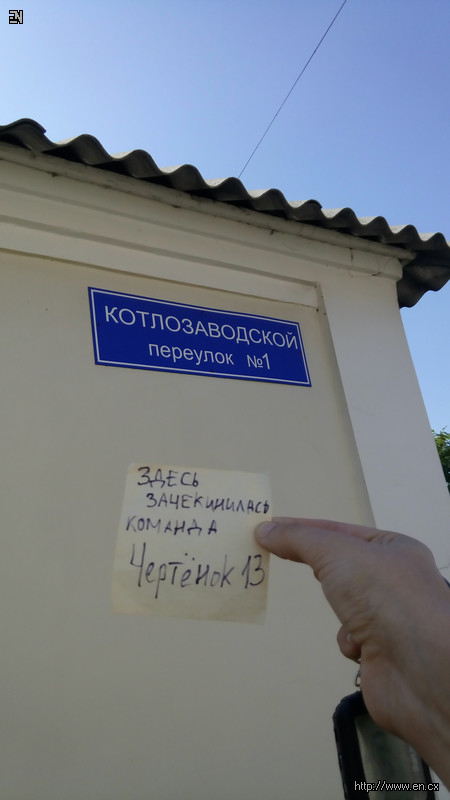 EN
КОТЛОЗАВОДСКОЙ
переулок №1
ЗДЕСЬ
ЗАЧЕКИНИЛАСЬ
КОМАНДА
Чертёнок 13
http://www.en.cx